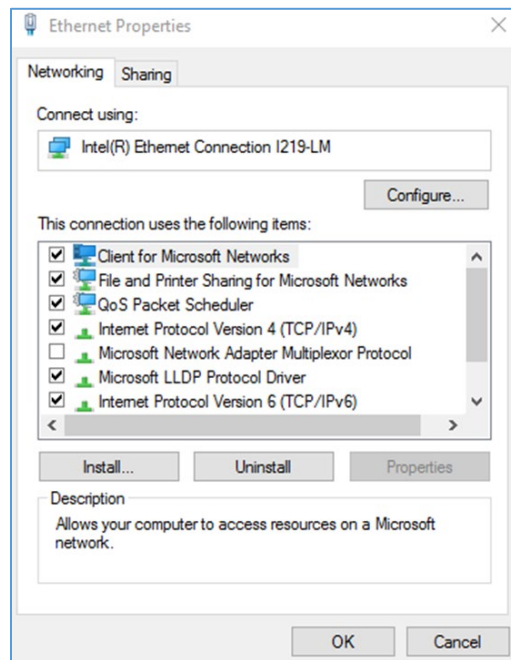 Ethernet Properties
Networking
Sharing
Connect using:
Intel(R) Ethernet Connection I219-LM
Configure...
This connection uses the following items:
Client for Microsoft Networks
File and Printer Sharing for Microsoft Networks
QoS Packet Scheduler
Internet Protocol Version 4 (TCP/IPv4)
Microsoft Network Adapter Multiplexor Protocol
Microsoft LLDP Protocol Driver
Internet Protocol Version 6 (TCP/IPv6)
Install...
Uninstall
Properties
Description
Allows your computer to access resources on a Microsoft
network.
OK
Cancel